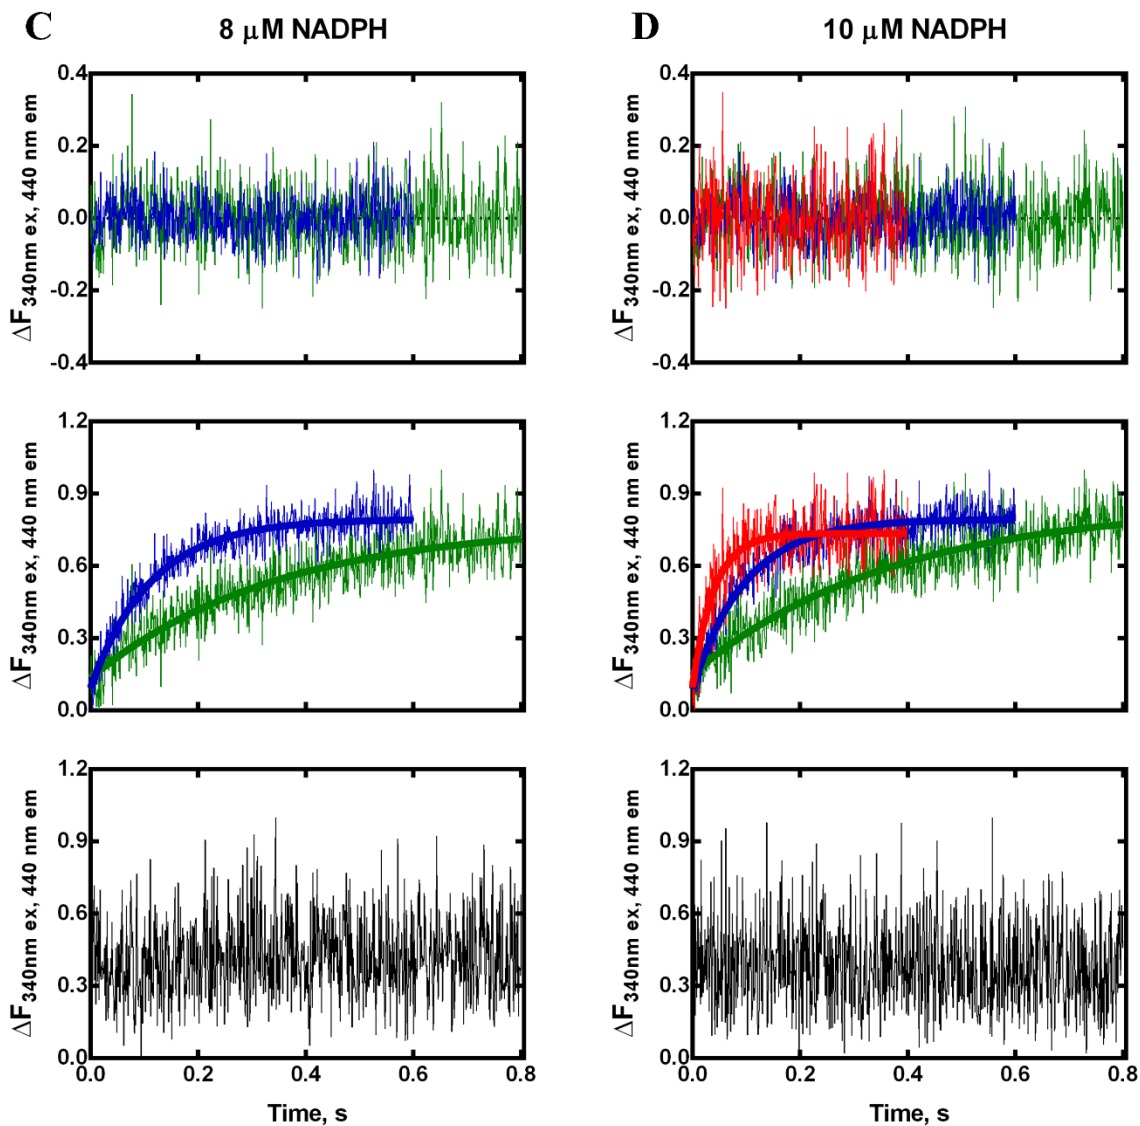 C
8 μM NADPH
D
10 μM NADPH
ΔF340nm ex, 440 nm em
0.4
0.2
0.0
-0.2
-0.4
ΔF340nm ex, 440 nm em
0.4
0.2
0.0
-0.2
-0.4
ΔF340nm ex, 440 nm em
1.2
0.9
0.6
0.3
0.0
ΔF340nm ex, 440 nm em
1.2
0.9
0.6
0.3
0.0
ΔF340nm ex, 440 nm em
1.2
0.9
0.6
0.3
0.0
0.0 0.2 0.4 0.6 0.8
Time, s
ΔF340nm ex, 440 nm em
1.2
0.9
0.6
0.3
0.0
0.0 0.2 0.4 0.6 0.8
Time, s